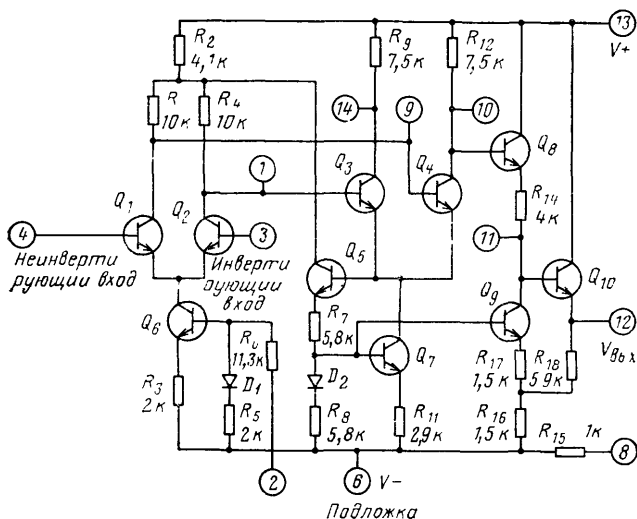 R2
4,1к
R9
7,5к
R12
7,5к
13
V+
R
10к
R4
10к
14
9
10
Q8
1
Q3
Q4
R14
4к
Q1
Q2
11
4
3
Неинверти
рующии вход
Инверти
рующии
вход
Q5
Q10
Q6
R7
5,8к
Q9
12
Vвых
11,3к
Q7
R17
1,5к
R18
5 9к
R3
2к
D1
D2
R5
2к
R8
5,8к
R11
2,9к
R16
1,5к
R15
1к
2
6
V−
8
Подложка